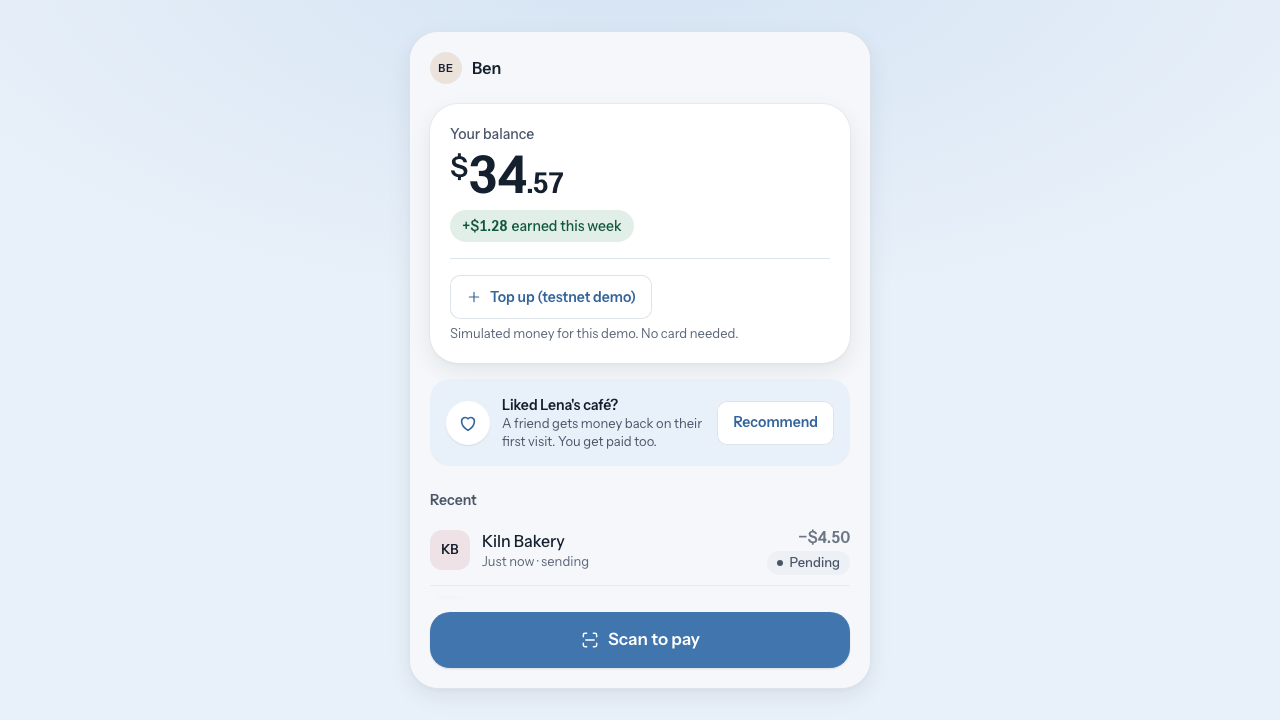 BE
Ben
Your balance
$34.57
+$1.28 earned this week
Top up (testnet demo)
Simulated money for this demo. No card needed.
Liked Lena's café?
A friend gets money back on their
first visit. You get paid too.
Recommend
Recent
KB
Kiln Bakery
Just now · sending
−$4.50
Pending
Scan to pay